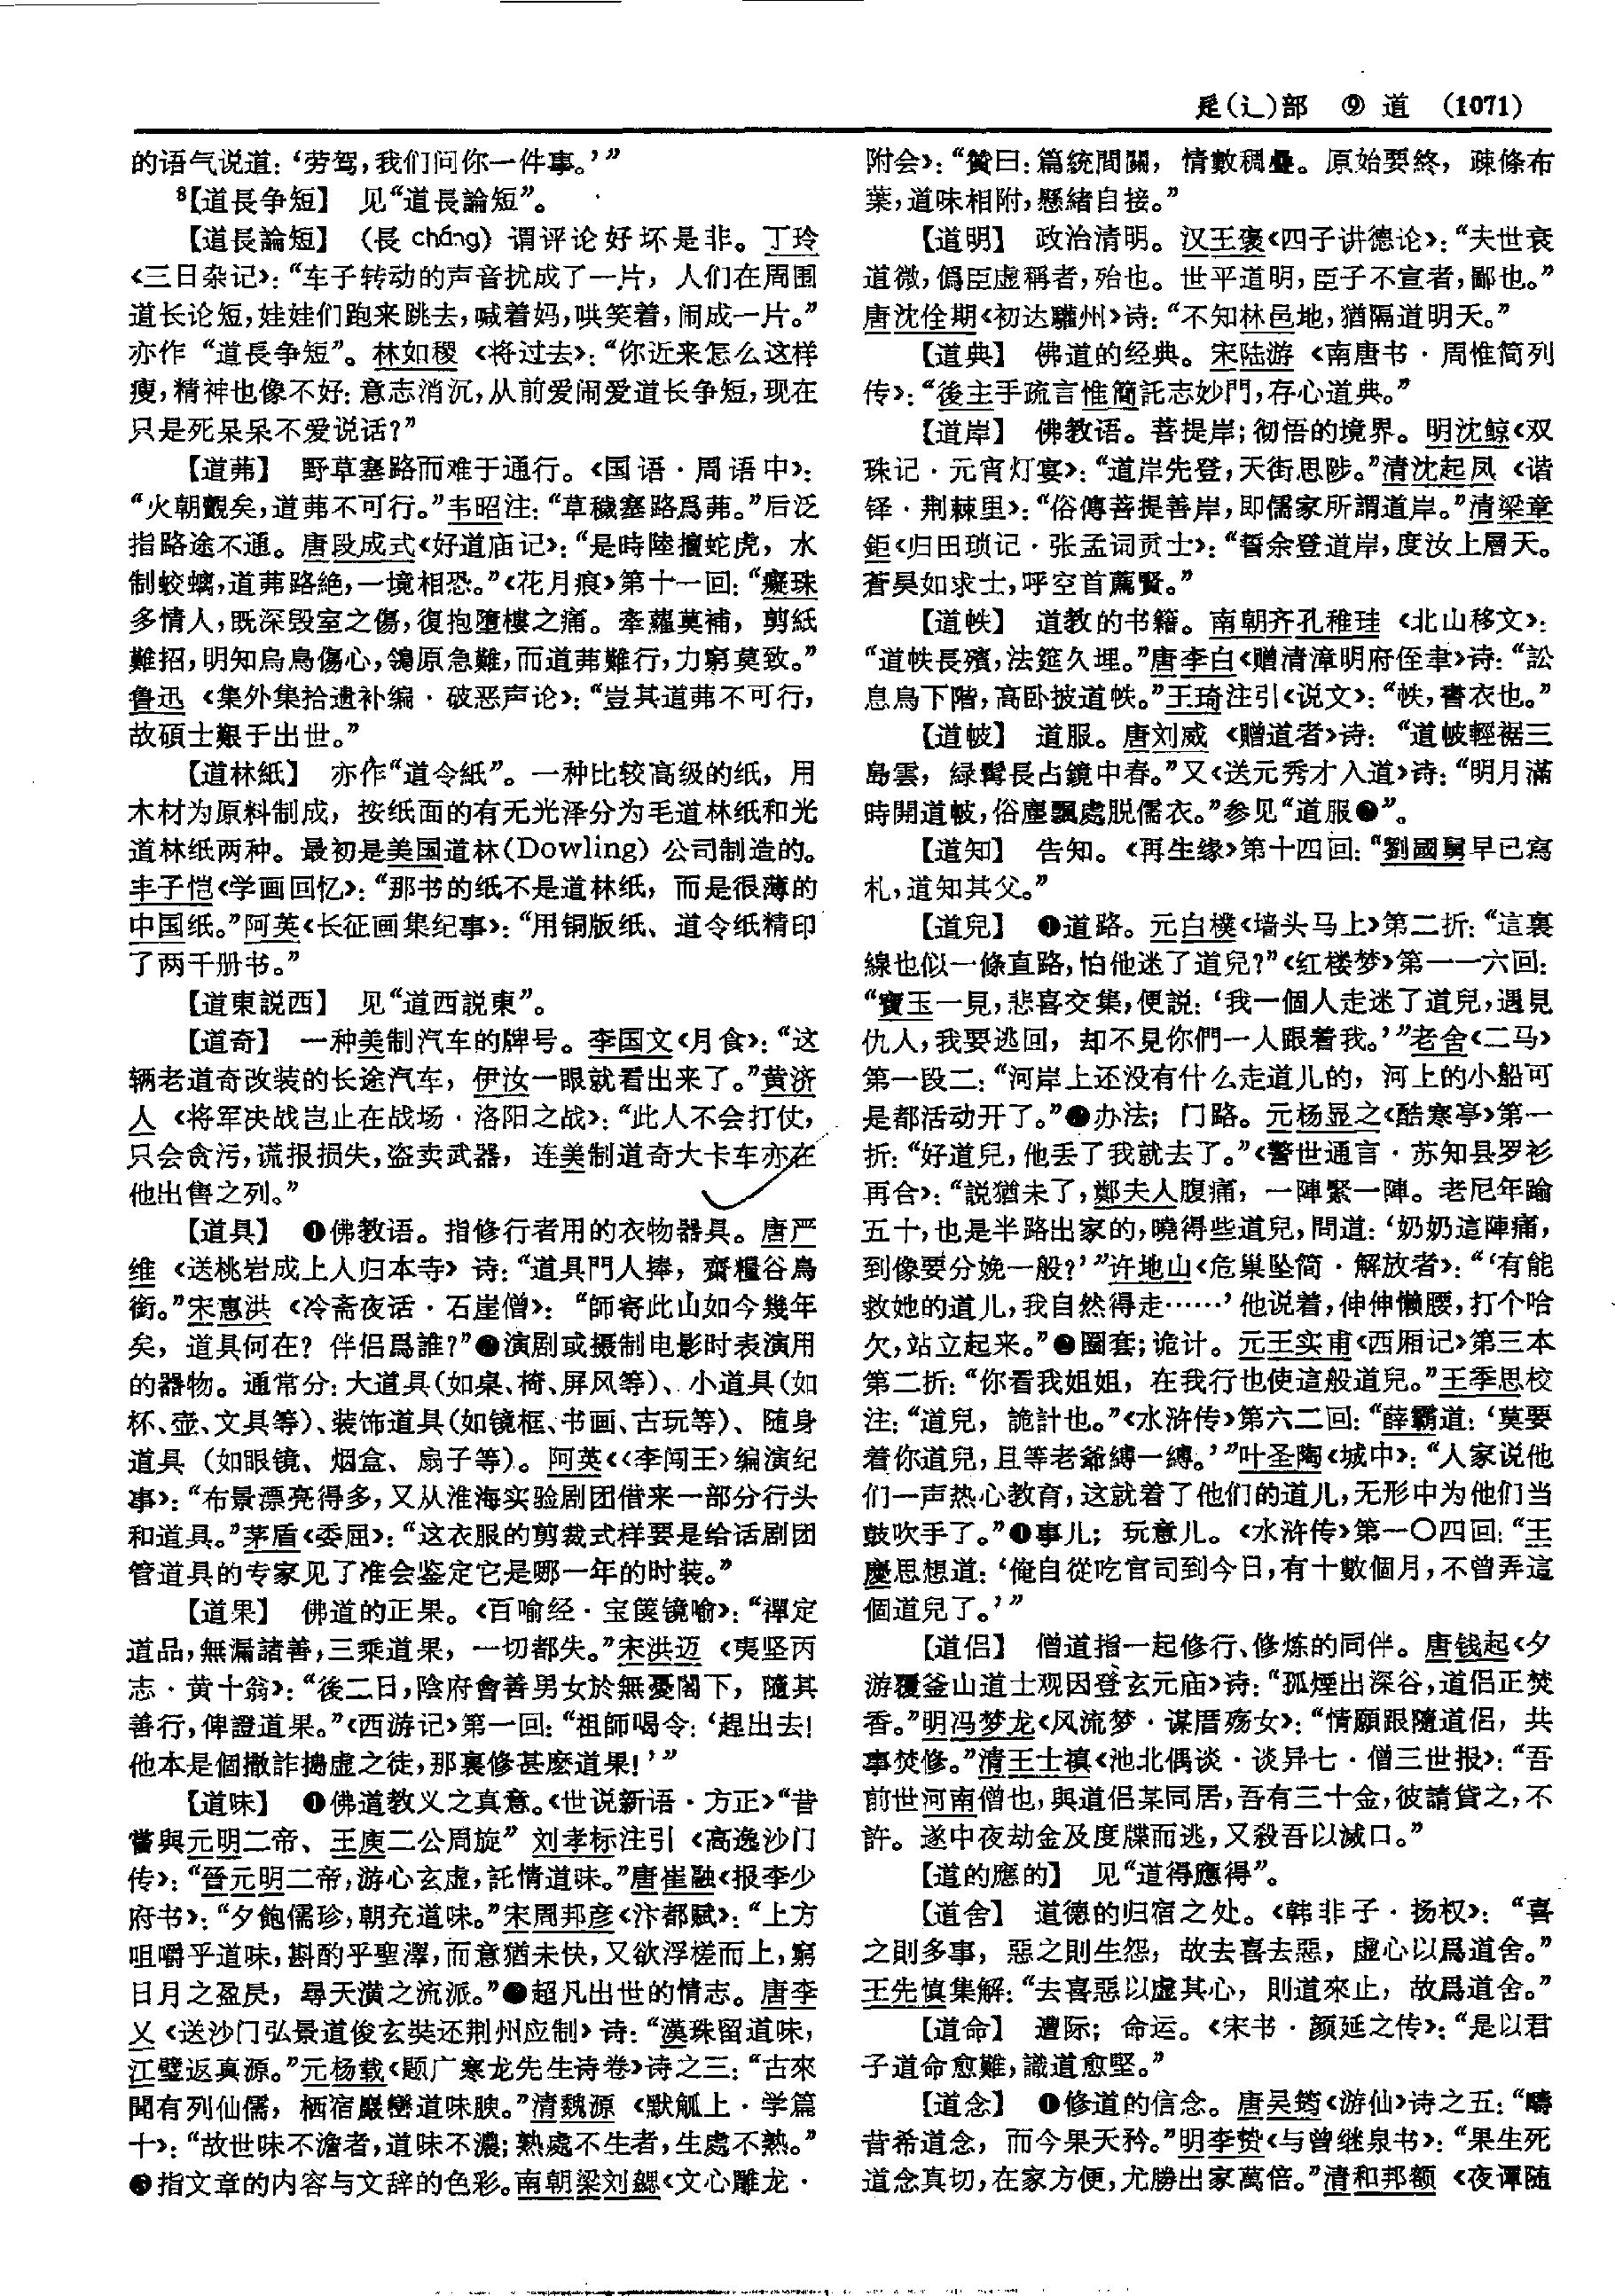 辵(辶)部 ⑨ 道 (1071)
的语气说道：‘劳驾，我们问你一件事。’”
⁸【道長争短】 见“道長論短”。
【道長論短】 (長 cháng) 谓评论好坏是非。丁玲
《三日杂记》：“车子转动的声音扰成了一片，人们在周围
道长论短，娃娃们跑来跳去，喊着妈，哄笑着，闹成一片。”
亦作“道長争短”。林如稷《将过去》：“你近来怎么这样
瘦，精神也像不好；意志消沉，从前爱闹爱道长争短，现在
只是死呆呆不爱说话？”
【道茀】 野草塞路而难于通行。《国语·周语中》：
“火朝覿矣，道茀不可行。”韦昭注：“草穢塞路爲茀。”后泛
指路途不通。唐段成式《好道庙记》：“是時陸擅蛇虎，水
制蛟螭，道茀路絶，一境相恐。”《花月痕》第十一回：“癡珠
多情人，既深毁室之傷，復抱墮樓之痛。牽蘿莫補，剪紙
難招，明知烏鳥傷心，鴒原急難，而道茀難行，力窮莫致。”
鲁迅《集外集拾遗补编·破恶声论》：“豈其道茀不可行，
故碩士艱于出世。”
【道林紙】 亦作“道令紙”。一种比较高级的纸，用
木材为原料制成，按纸面的有无光泽分为毛道林纸和光
道林纸两种。最初是美国道林(Dowling)公司制造的。
丰子恺《学画回忆》：“那书的纸不是道林纸，而是很薄的
中国纸。”阿英《长征画集纪事》：“用铜版纸、道令纸精印
了两千册书。”
【道東説西】 见“道西説東”。
【道奇】 一种美制汽车的牌号。李国文《月食》：“这
辆老道奇改装的长途汽车，伊汝一眼就看出来了。”黄济
人《将军决战岂止在战场·洛阳之战》：“此人不会打仗，
只会贪污，谎报损失，盗卖武器，连美制道奇大卡车亦在
他出售之列。”
【道具】 ❶佛教语。指修行者用的衣物器具。唐严
维《送桃岩成上人归本寺》诗：“道具門人捧，齋糧谷鳥
銜。”宋惠洪《冷斋夜话·石崖僧》：“師寄此山如今幾年
矣，道具何在？伴侣爲誰？”❷演剧或摄制电影时表演用
的器物。通常分：大道具(如桌、椅、屏风等)、小道具(如
杯、壶、文具等)、装饰道具(如镜框、书画、古玩等)、随身
道具(如眼镜、烟盒、扇子等)。阿英《〈李闯王〉编演纪
事》：“布景漂亮得多，又从淮海实验剧团借来一部分行头
和道具。”茅盾《委屈》：“这衣服的剪裁式样要是给话剧团
管道具的专家见了准会鉴定它是哪一年的时装。”
【道果】 佛道的正果。《百喻经·宝箧镜喻》：“禪定
道品，無漏諸善，三乘道果，一切都失。”宋洪迈《夷坚丙
志·黄十翁》：“後二日，陰府會善男女於無憂閣下，隨其
善行，俾證道果。”《西游记》第一回：“祖師喝令：‘趕出去！
他本是個撒詐搗虚之徒，那裏修甚麽道果！’”
【道味】 ❶佛道教义之真意。《世说新语·方正》“昔
嘗與元明二帝、王庾二公周旋”刘孝标注引《高逸沙门
传》：“晉元明二帝，游心玄虚，託情道味。”唐崔融《报李少
府书》：“夕飽儒珍，朝充道味。”宋周邦彦《汴都赋》：“上方
咀嚼乎道味，斟酌乎聖澤，而意猶未快，又欲浮槎而上，窮
日月之盈昃，尋天潢之流派。”❷超凡出世的情志。唐李
乂《送沙门弘景道俊玄奘还荆州应制》诗：“漢珠留道味，
江璧返真源。”元杨载《题广寒龙先生诗卷》诗之三：“古來
聞有列仙儒，栖宿巖巒道味腴。”清魏源《默觚上·学篇
十》：“故世味不澹者，道味不濃；熟處不生者，生處不熟。”
❸指文章的内容与文辞的色彩。南朝梁刘勰《文心雕龙·
附会》：“贊曰：篇統間關，情數稠疊。原始要終，疎條布
葉，道味相附，懸緒自接。”
【道明】 政治清明。汉王褒《四子讲德论》：“夫世衰
道微，僞臣虚稱者，殆也。世平道明，臣子不宣者，鄙也。”
唐沈佺期《初达驩州》诗：“不知林邑地，猶隔道明天。”
【道典】 佛道的经典。宋陆游《南唐书·周惟简列
传》：“後主手疏言惟簡託志妙門，存心道典。”
【道岸】 佛教语。菩提岸；彻悟的境界。明沈鲸《双
珠记·元宵灯宴》：“道岸先登，天街思陟。”清沈起凤《谐
铎·荆棘里》：“俗傳菩提善岸，即儒家所謂道岸。”清梁章
鉅《归田琐记·张孟词贡士》：“誓余登道岸，度汝上層天。
蒼昊如求士，呼空首薦賢。”
【道帙】 道教的书籍。南朝齐孔稚珪《北山移文》：
“道帙長殯，法筵久埋。”唐李白《赠清漳明府侄聿》诗：“訟
息鳥下階，高卧披道帙。”王琦注引《说文》：“帙，書衣也。”
【道帔】 道服。唐刘威《赠道者》诗：“道帔輕裾三
島雲，緑髯長占鏡中春。”又《送元秀才入道》诗：“明月滿
時開道帔，俗塵飄處脱儒衣。”参见“道服❷”。
【道知】 告知。《再生缘》第十四回：“劉國舅早已寫
札，道知其父。”
【道兒】 ❶道路。元白樸《墙头马上》第二折：“這裏
線也似一條直路，怕他迷了道兒？”《红楼梦》第一一六回：
“寶玉一見，悲喜交集，便説：‘我一個人走迷了道兒，遇見
仇人，我要逃回，却不見你們一人跟着我。’”老舍《二马》
第一段二：“河岸上还没有什么走道儿的，河上的小船可
是都活动开了。”❷办法；门路。元杨显之《酷寒亭》第一
折：“好道兒，他丢了我就去了。”《警世通言·苏知县罗衫
再合》：“説猶未了，鄭夫人腹痛，一陣緊一陣。老尼年踰
五十，也是半路出家的，曉得些道兒，問道：‘奶奶這陣痛，
到像要分娩一般？’”许地山《危巢坠简·解放者》：“‘有能
救她的道儿，我自然得走……’他说着，伸伸懒腰，打个哈
欠，站立起来。”❸圈套；诡计。元王实甫《西厢记》第三本
第二折：“你看我姐姐，在我行也使這般道兒。”王季思校
注：“道兒，詭計也。”《水浒传》第六二回：“薛霸道：‘莫要
着你道兒，且等老爺縛一縛。’”叶圣陶《城中》：“人家说他
们一声热心教育，这就着了他们的道儿，无形中为他们当
鼓吹手了。”❹事儿；玩意儿。《水浒传》第一〇四回：“王
慶思想道：‘俺自從吃官司到今日，有十數個月，不曾弄這
個道兒了。’”
【道侣】 僧道指一起修行、修炼的同伴。唐钱起《夕
游覆釜山道士观因登玄元庙》诗：“孤煙出深谷，道侣正焚
香。”明冯梦龙《风流梦·谋厝殇女》：“情願跟隨道侣，共
事焚修。”清王士禛《池北偶谈·谈异七·僧三世报》：“吾
前世河南僧也，與道侣某同居，吾有三十金，彼請貸之，不
許。遂中夜劫金及度牒而逃，又殺吾以滅口。”
【道的應的】 见“道得應得”。
【道舍】 道德的归宿之处。《韩非子·扬权》：“喜
之則多事，惡之則生怨，故去喜去惡，虚心以爲道舍。”
王先慎集解：“去喜惡以虚其心，則道來止，故爲道舍。”
【道命】 遭际；命运。《宋书·颜延之传》：“是以君
子道命愈難，識道愈堅。”
【道念】 ❶修道的信念。唐吴筠《游仙》诗之五：“疇
昔希道念，而今果天矜。”明李贽《与曾继泉书》：“果生死
道念真切，在家方便，尤勝出家萬倍。”清和邦额《夜谭随